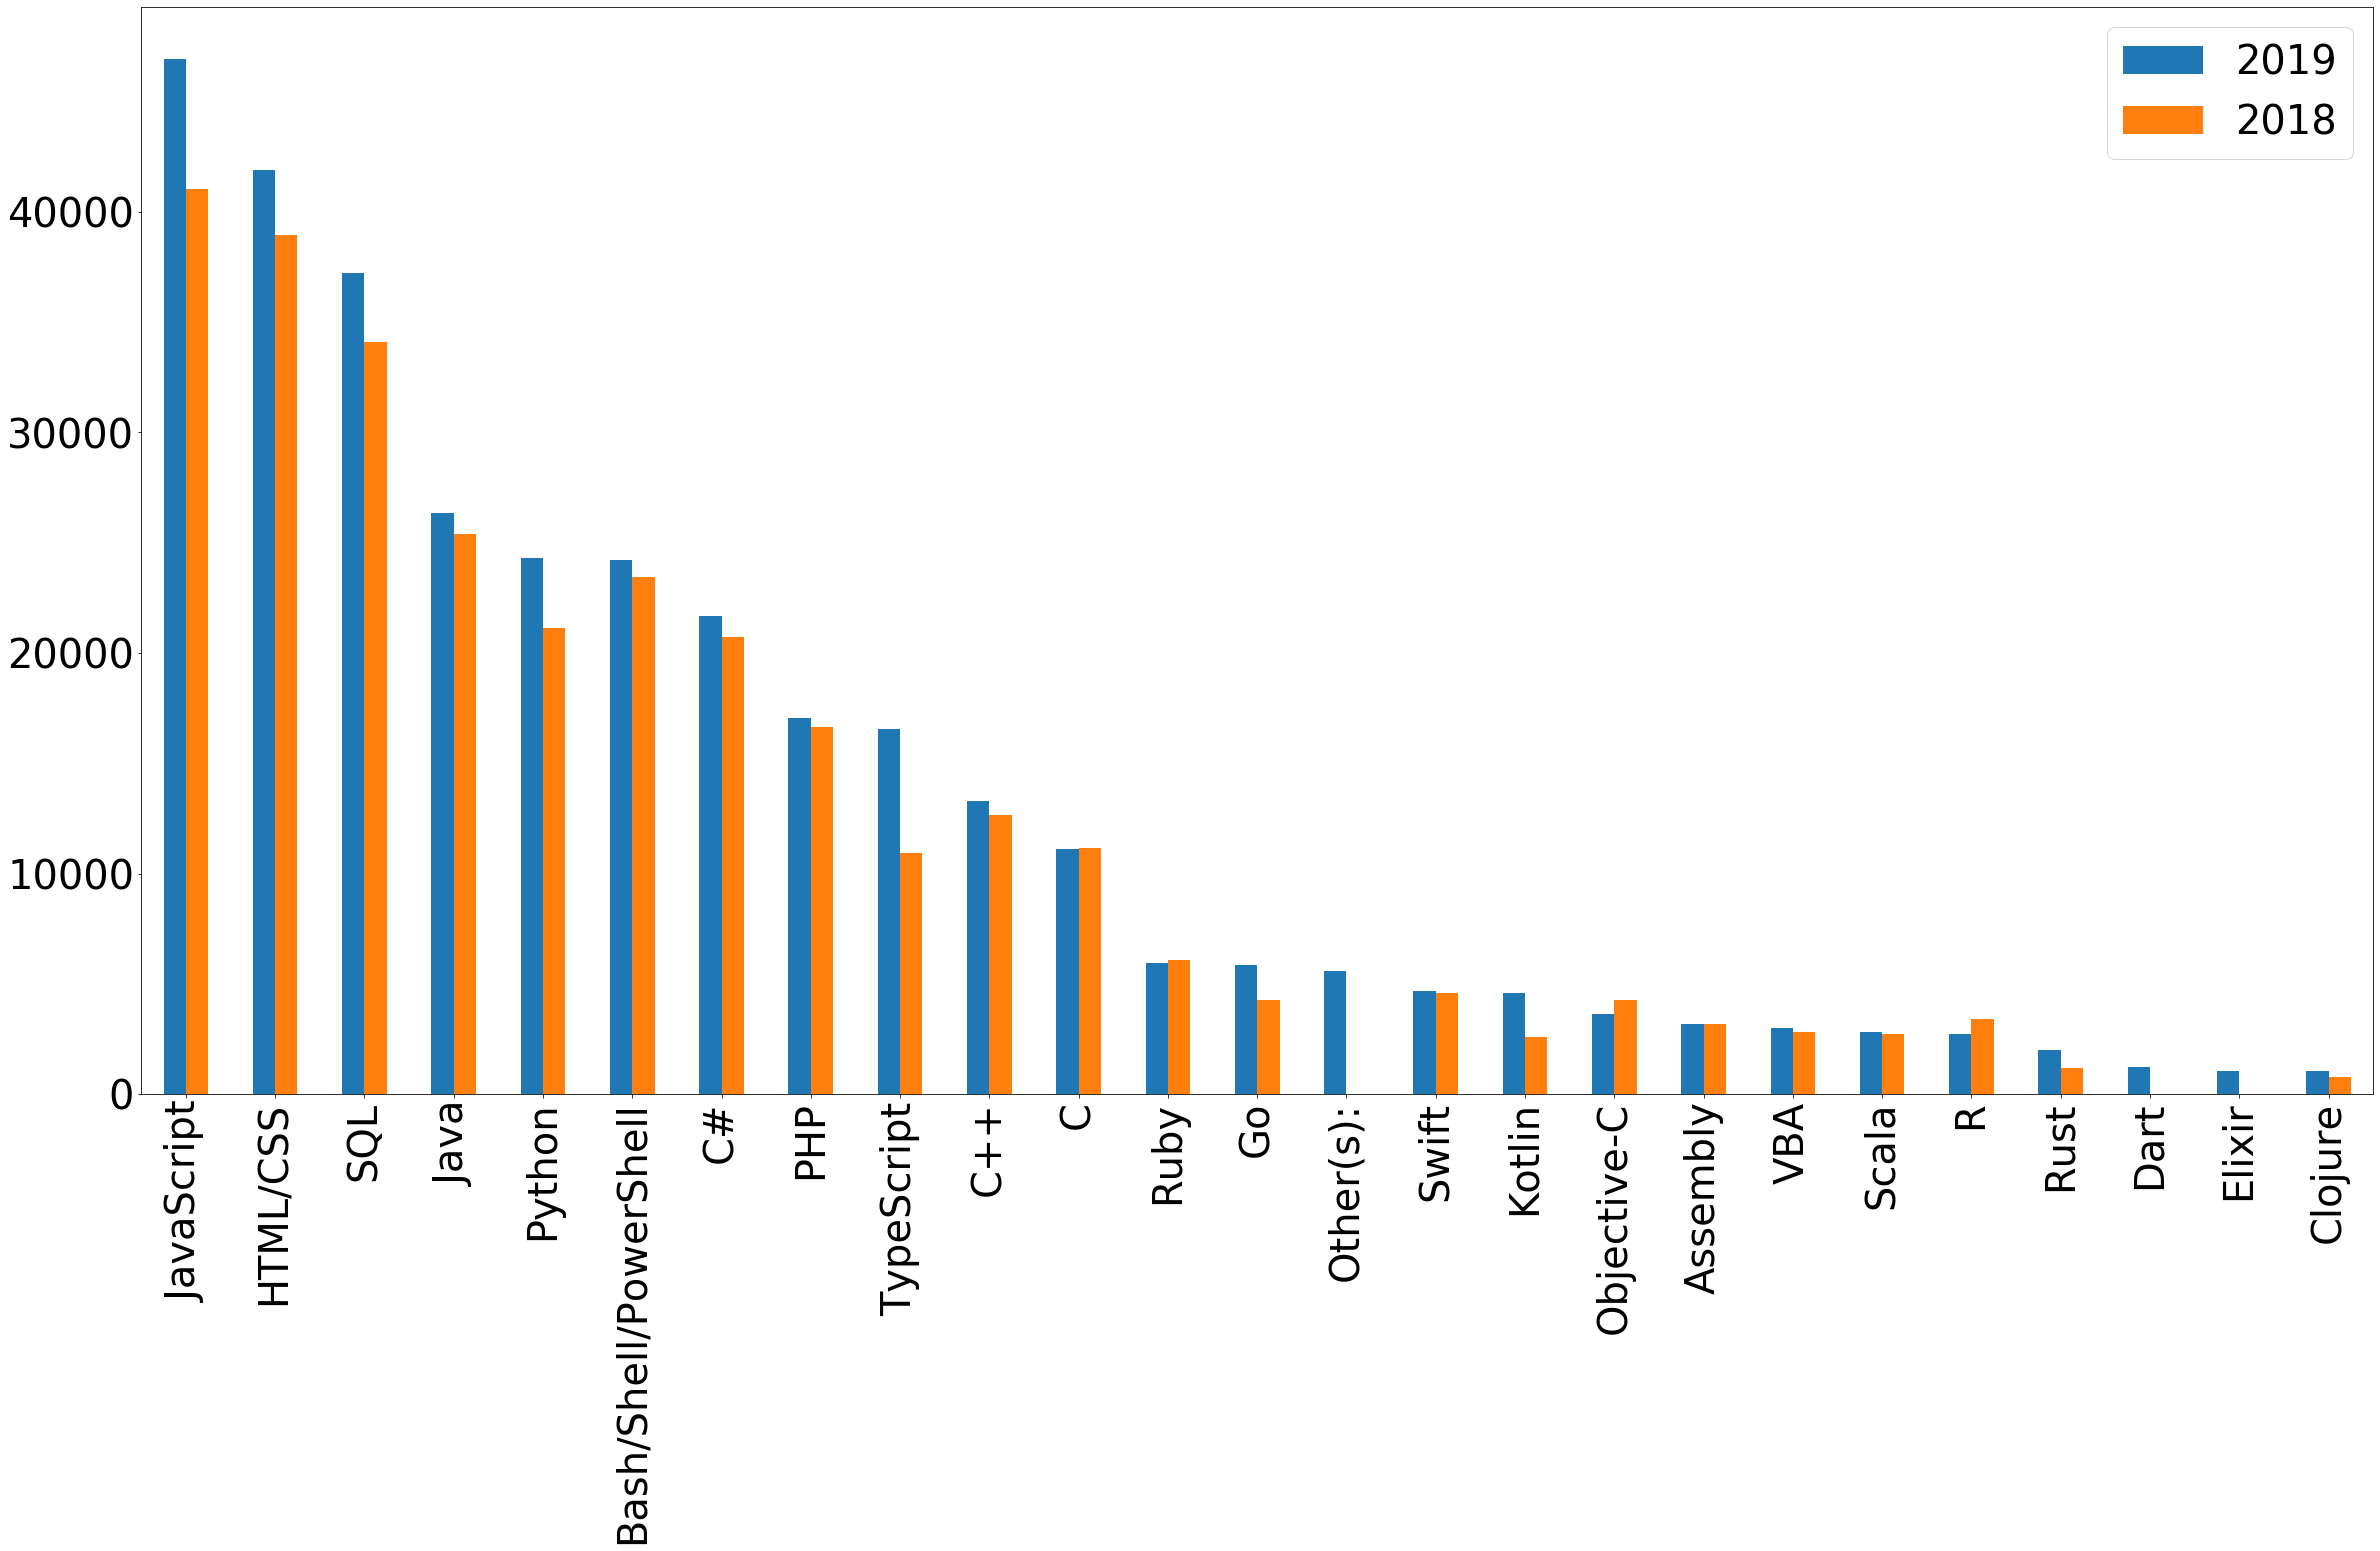 2019
2018
40000
30000
20000
10000
0
JavaScript
HTML/CSS
SQL
Java
Python
Bash/Shell/PowerShell
C#
PHP
TypeScript
C++
C
Ruby
Go
Other(s):
Swift
Kotlin
Objective-C
Assembly
VBA
Scala
R
Rust
Dart
Elixir
Clojure